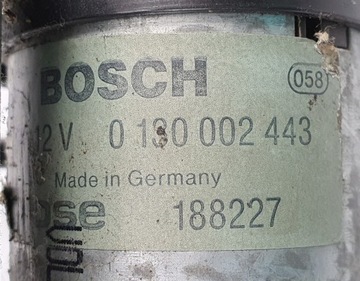 BOSCH
058
12 V 0 130 002 443
Made in Germany
188227